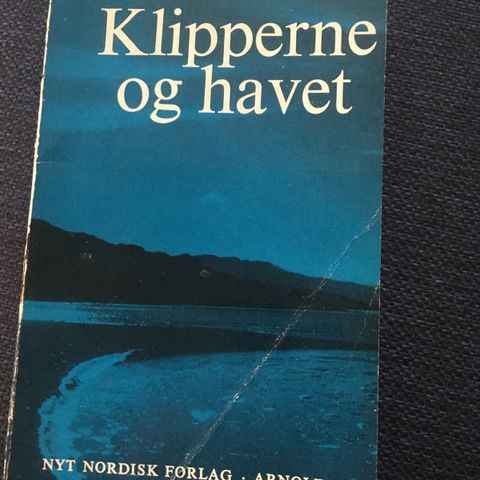 Klipperne
og havet
NYT NORDISK FORLAG · ARNOLD